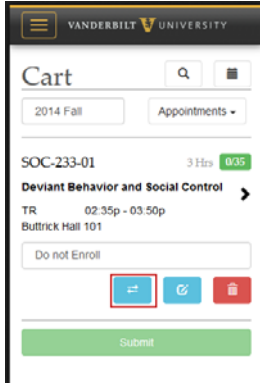 VANDERBILT V UNIVERSITY
Cart
2014 Fall
Appointments
SOC-233-01 3 Hrs 0/35
Deviant Behavior and Social Control
TR 02:35p - 03:50p
Buttrick Hall 101
Do not Enroll
Submit